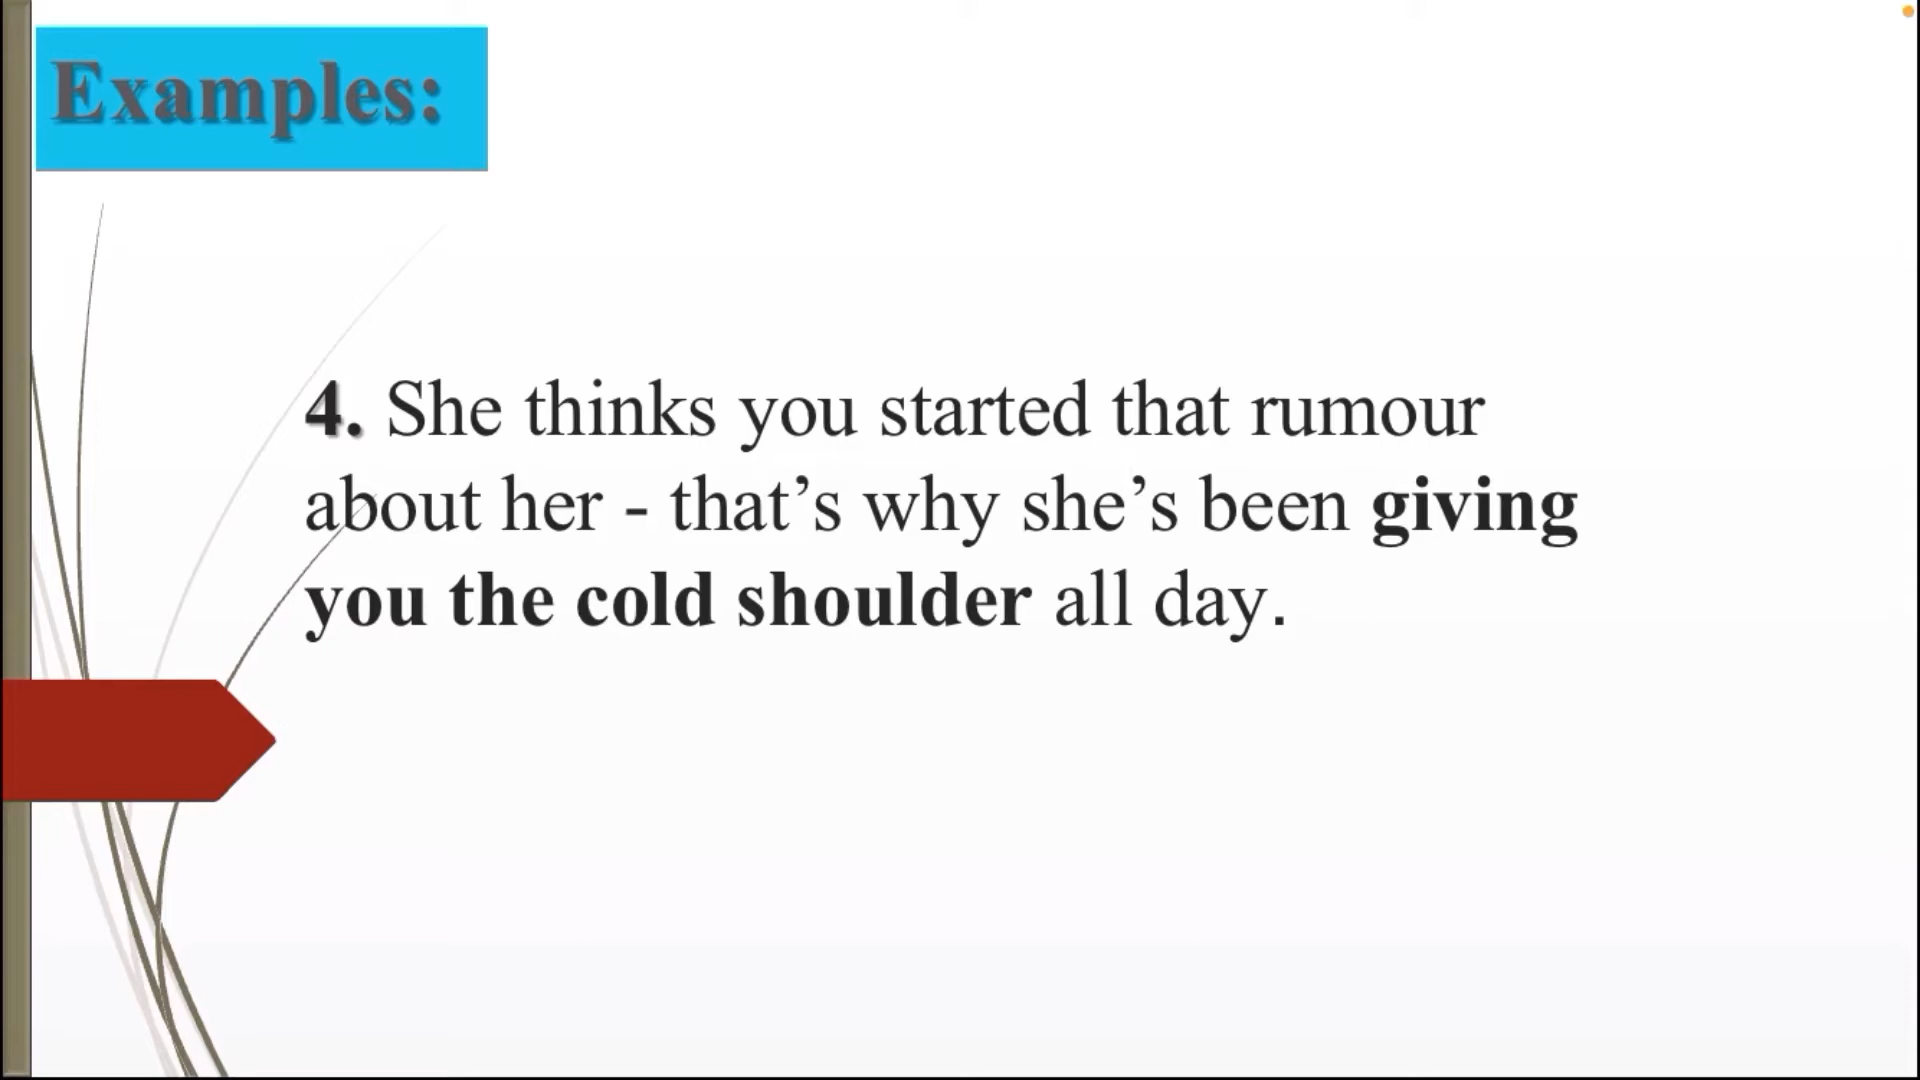 Examples:
4. She thinks you started that rumour
about her - that’s why she’s been giving
you the cold shoulder all day.